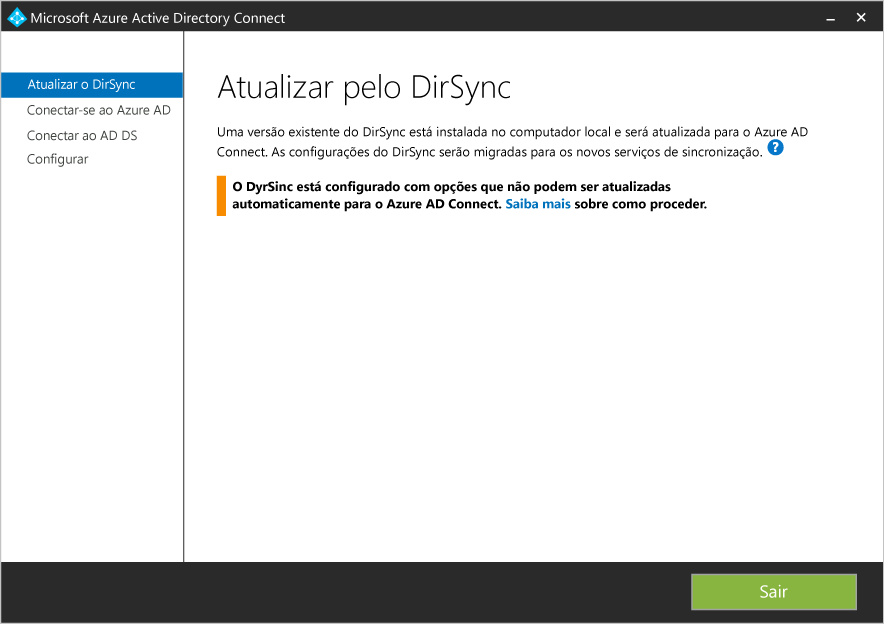 Microsoft Azure Active Directory Connect
Atualizar o DirSync
Conectar-se ao Azure AD
Conectar ao AD DS
Configurar
Atualizar pelo DirSync
Uma versão existente do DirSync está instalada no computador local e será atualizada para o Azure AD
Connect. As configurações do DirSync serão migradas para os novos serviços de sincronização. ?
O DyrSinc está configurado com opções que não podem ser atualizadas
automaticamente para o Azure AD Connect. Saiba mais sobre como proceder.
Sair